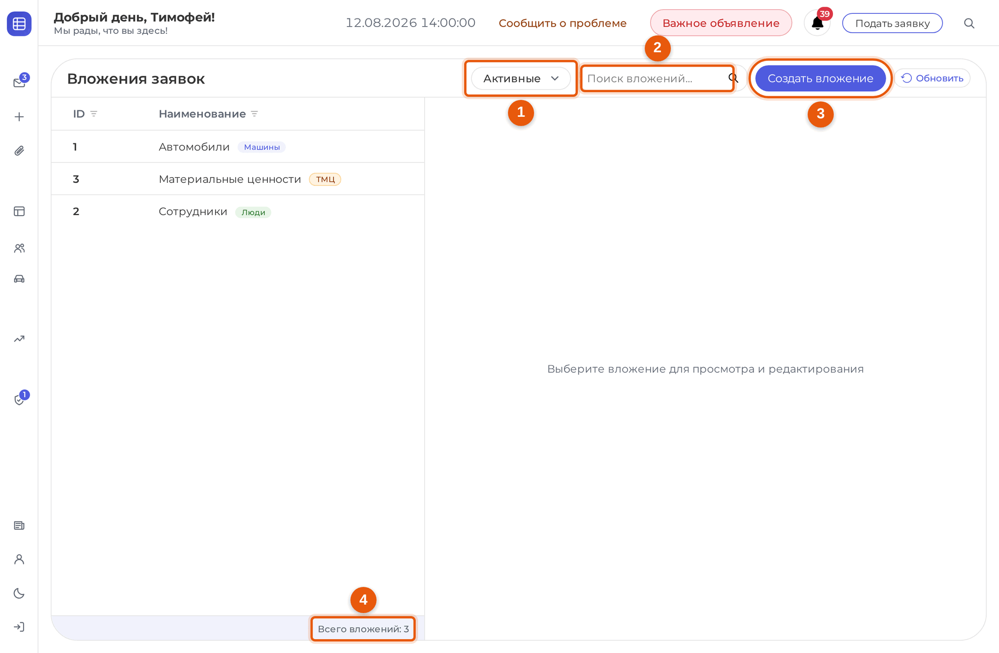 Добрый день, Тимофей!
Мы рады, что вы здесь!
12.08.2026 14:00:00
Сообщить о проблеме
Важное объявление
39
Подать заявку
3
1
Вложения заявок
Активные
Поиск вложений...
Создать вложение
Обновить
1
2
3
ID
Наименование
1 Автомобили Машины
3 Материальные ценности ТМЦ
2 Сотрудники Люди
Выберите вложение для просмотра и редактирования
4
Всего вложений: 3